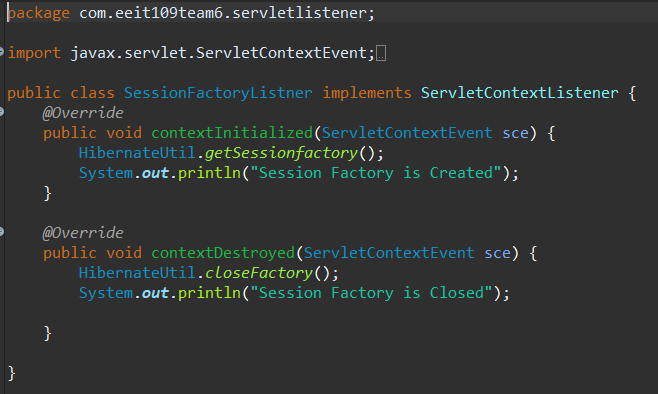 package com.eeit109team6.servletlistener;
import javax.servlet.ServletContextEvent;
public class SessionFactoryListner implements ServletContextListener {
@Override
public void contextInitialized(ServletContextEvent sce) {
HibernateUtil.getSessionfactory();
System.out.println("Session Factory is Created");
}
@Override
public void contextDestroyed(ServletContextEvent sce) {
HibernateUtil.closeFactory();
System.out.println("Session Factory is Closed");
}
}